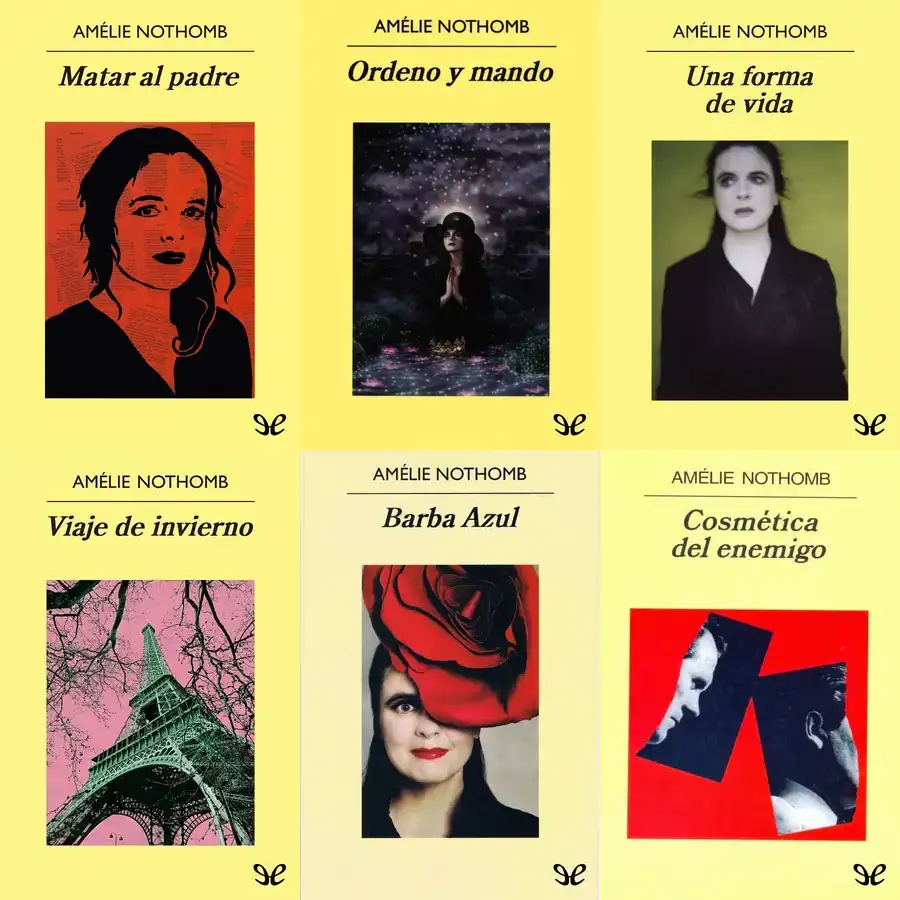 AMÉLIE NOTHOMB
Matar al padre
AMÉLIE NOTHOMB
Ordeno y mando
AMÉLIE NOTHOMB
Una forma
de vida
AMÉLIE NOTHOMB
Viaje de invierno
AMÉLIE NOTHOMB
Barba Azul
AMÉLIE NOTHOMB
Cosmética
del enemigo